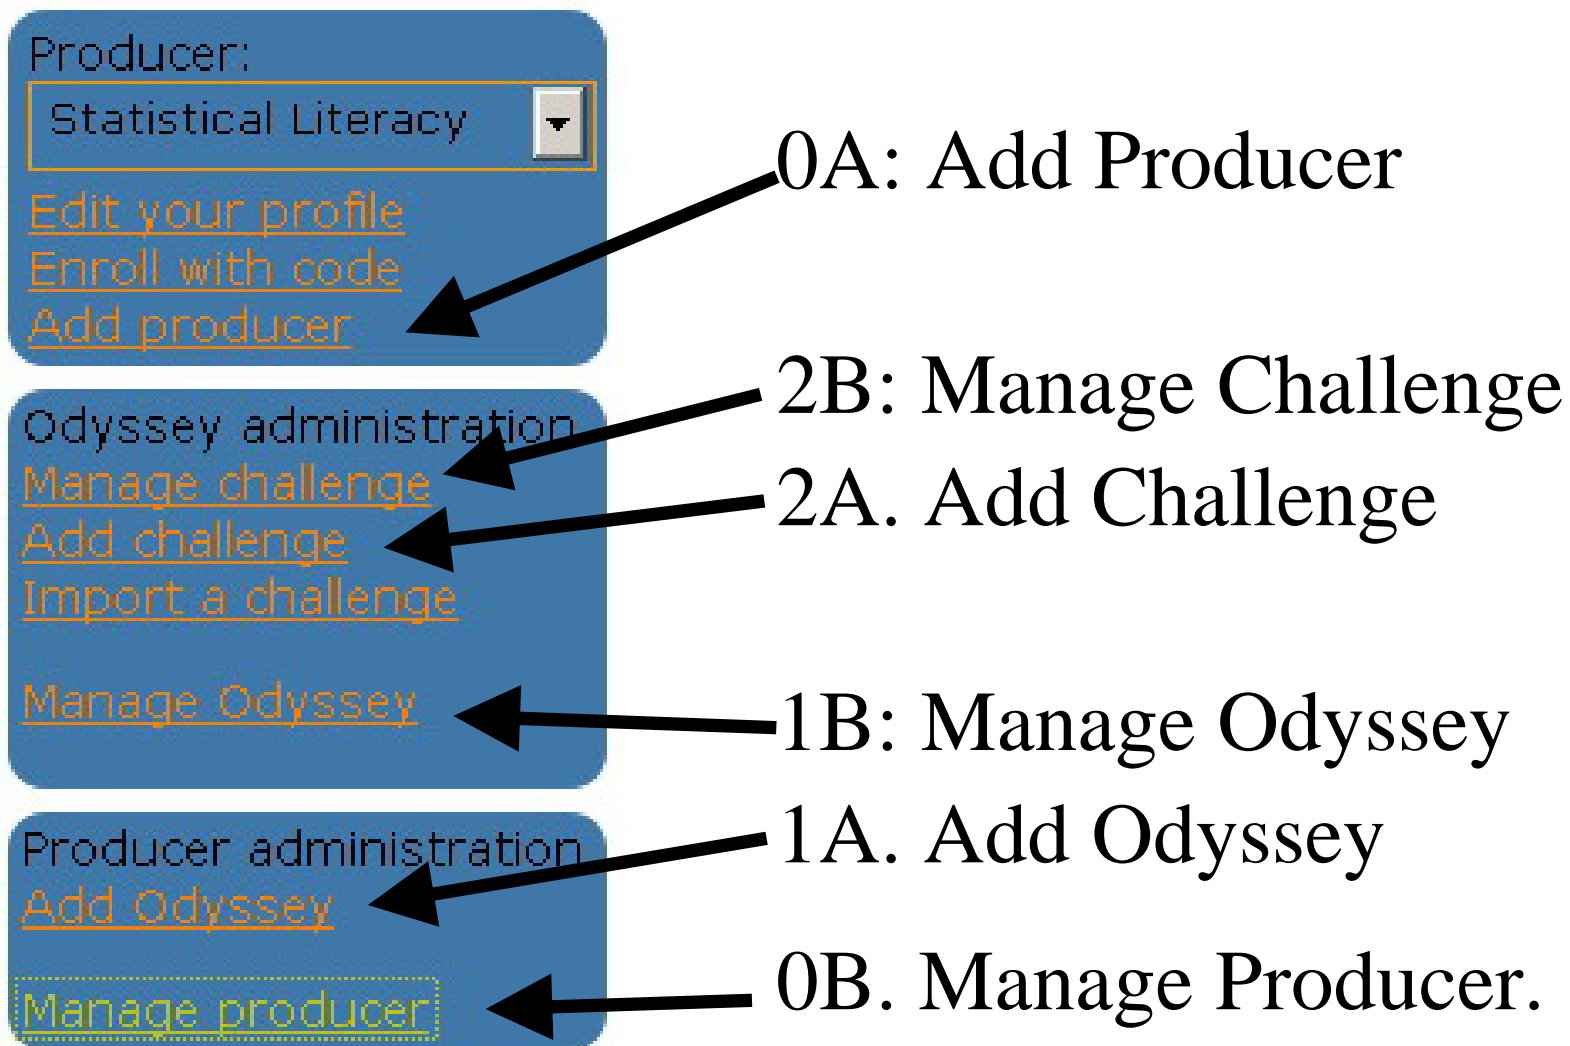 Producer:
Statistical Literacy
Edit your profile
Enroll with code
Add producer
Odyssey administration
Manage challenge
Add challenge
Import a challenge
Manage Odyssey
Producer administration
Add Odyssey
Manage producer
0A: Add Producer
2B: Manage Challenge
2A. Add Challenge
1B: Manage Odyssey
1A. Add Odyssey
0B. Manage Producer.